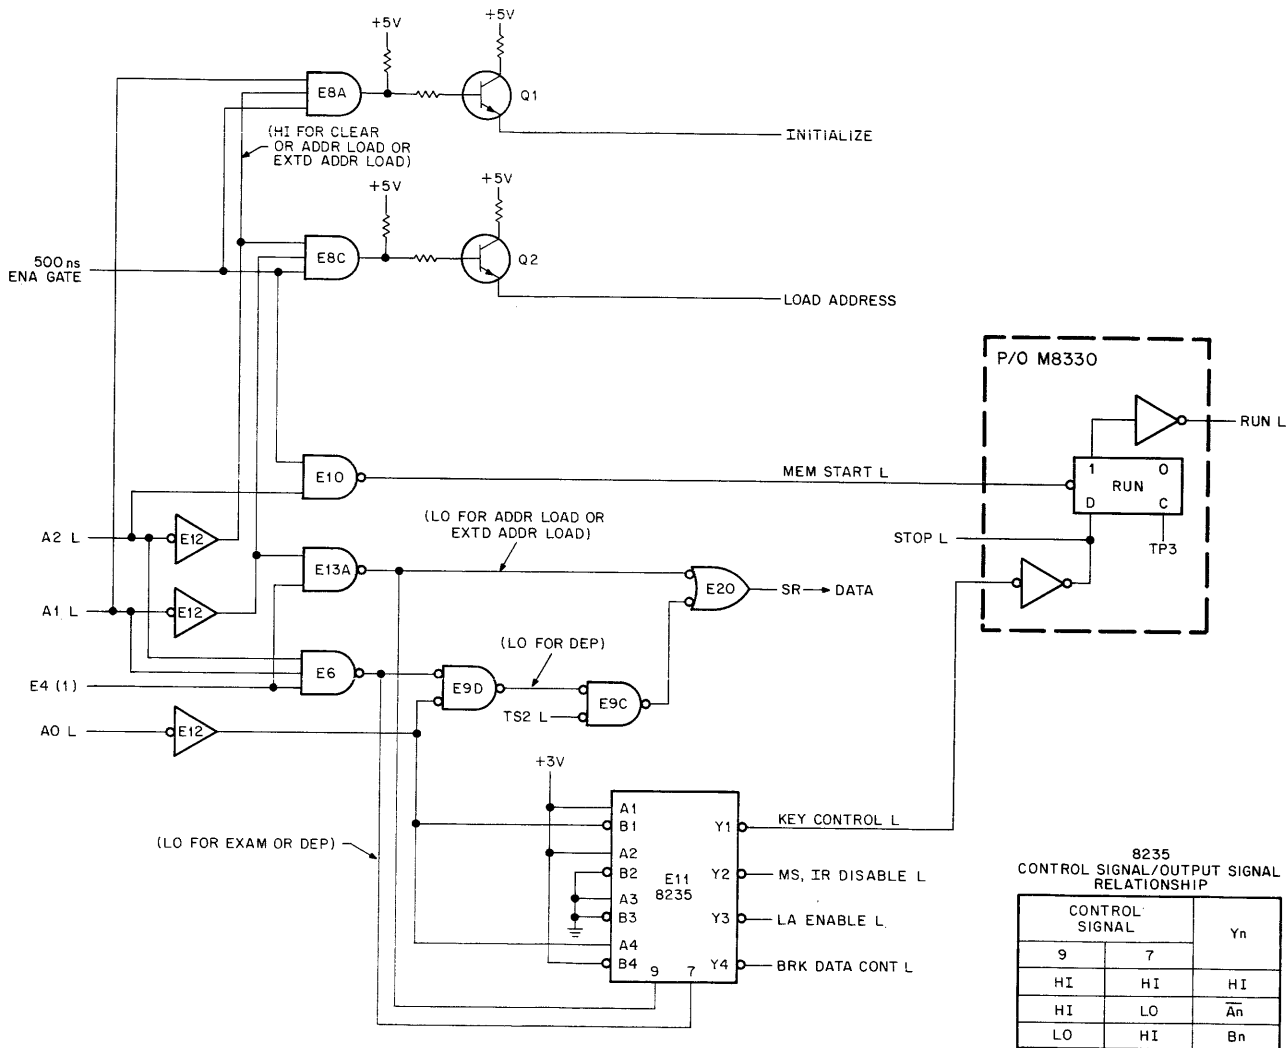 +5V
+5V
E8A
Q1
INITIALIZE
(HI FOR CLEAR
OR ADDR LOAD OR
EXTD ADDR LOAD)
+5V
+5V
E8C
Q2
500 ns
ENA GATE
LOAD ADDRESS
P/O M8330
RUN L
E10
MEM START L
1 0
RUN
D C
(LO FOR ADDR LOAD OR
EXTD ADDR LOAD)
A2 L
E12
STOP L
TP3
E13A
E20
SR → DATA
A1 L
E12
(LO FOR DEP)
E6
E9D
E9C
E4 (1)
TS2 L
A0 L
E12
+3V
A1
B1
Y1
KEY CONTROL L
(LO FOR EXAM OR DEP)
A2
B2
E11
8235
Y2
MS, IR DISABLE L
A3
B3
Y3
LA ENABLE L
A4
B4
9 7
Y4
BRK DATA CONT L
8235
CONTROL SIGNAL/OUTPUT SIGNAL
RELATIONSHIP
CONTROL
SIGNAL
Yn
9 7
HI HI HI
HI LO A̅n̅
LO HI Bn